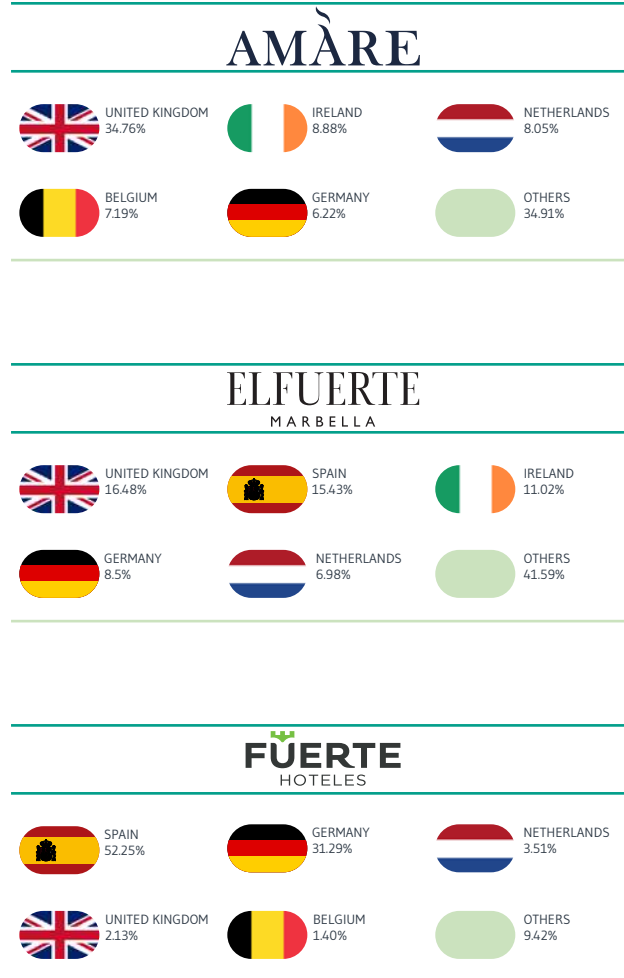 AMÀRE
UNITED KINGDOM
34.76%
IRELAND
8.88%
NETHERLANDS
8.05%
BELGIUM
7.19%
GERMANY
6.22%
OTHERS
34.91%
ELFUERTE
MARBELLA
UNITED KINGDOM
16.48%
SPAIN
15.43%
IRELAND
11.02%
GERMANY
8.5%
NETHERLANDS
6.98%
OTHERS
41.59%
FUERTE
HOTELES
SPAIN
52.25%
GERMANY
31.29%
NETHERLANDS
3.51%
UNITED KINGDOM
2.13%
BELGIUM
1.40%
OTHERS
9.42%